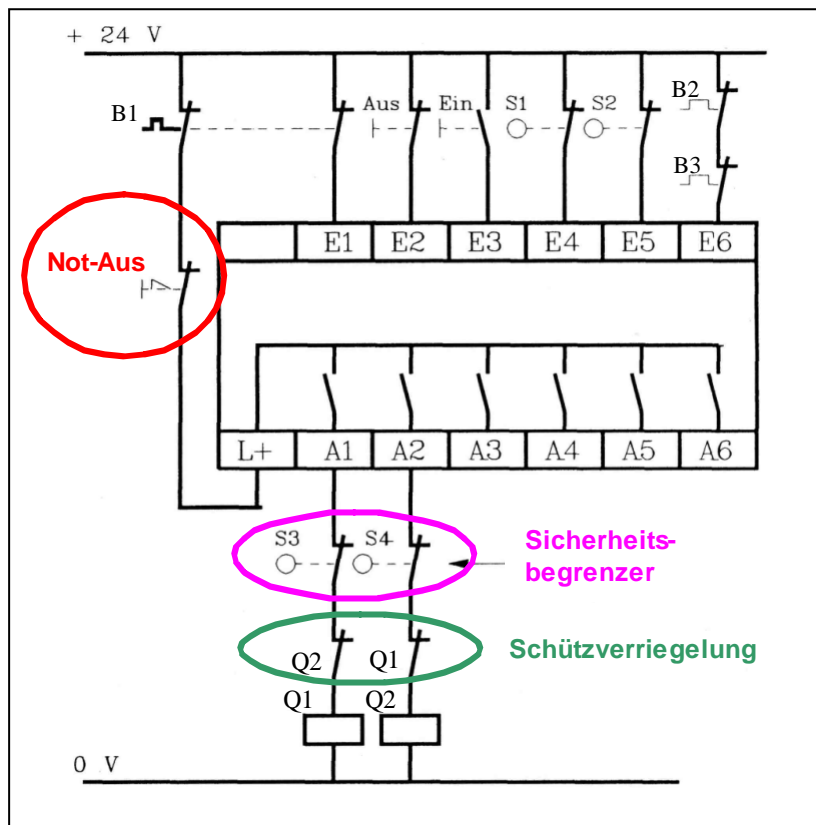 + 24 V
B1
Aus
Ein
S1
S2
B2
B3
Not-Aus
E1 E2 E3 E4 E5 E6
L+ A1 A2 A3 A4 A5 A6
S3
S4
Sicherheits-
begrenzer
Q2
Q1
Schützverriegelung
Q1
Q2
0 V